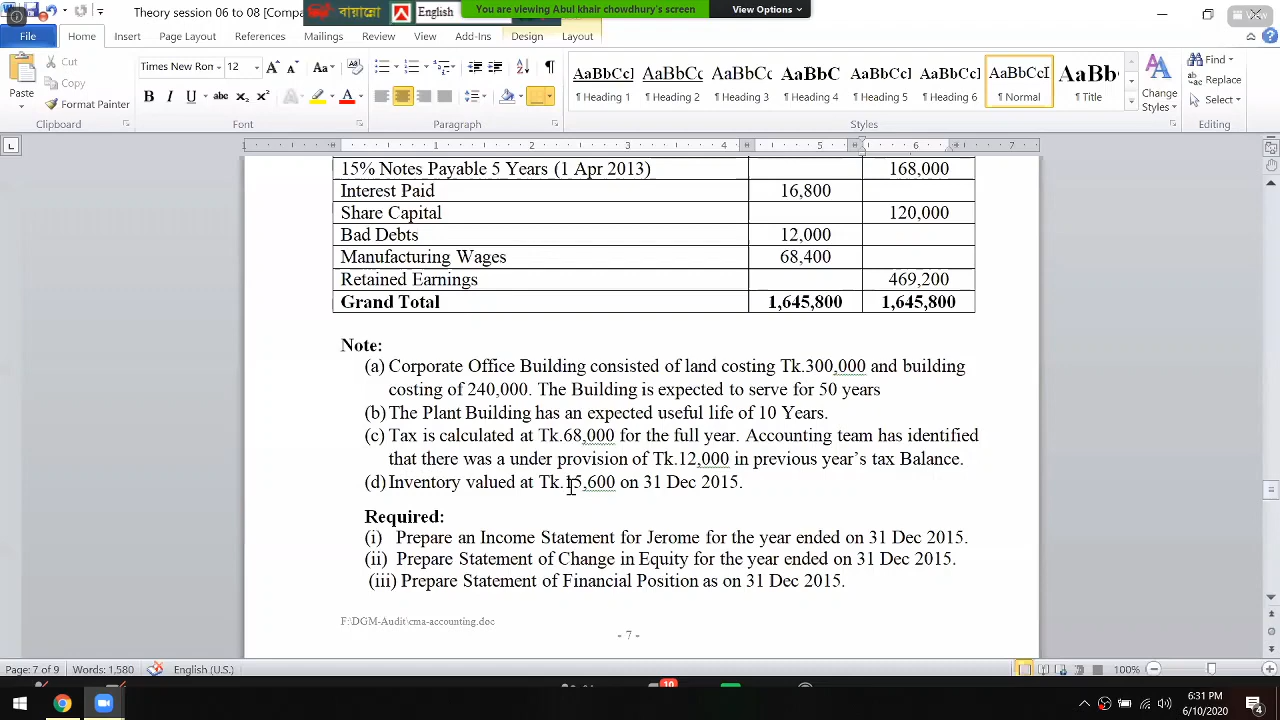 Theory session 06 to 08 [Compa
বায়ান্নো English
You are viewing Abul khair chowdhury's screen
View Options
File Home Insert Page Layout References Mailings Review View Add-Ins Design Layout
Cut
Copy
Format Painter
Paste
Clipboard
Times New Ron 12
Font
Paragraph
AaBbCcl AaBbCcl AaBbCcJ AaBbC AaBbCcl AaBbCcl AaBbCcI AaBb
¶ Heading 1 ¶ Heading 2 ¶ Heading 3 ¶ Heading 4 ¶ Heading 5 ¶ Heading 6 ¶ Normal ¶ Title
Change
Styles
Styles
Find
Replace
Select
Editing
15% Notes Payable 5 Years (1 Apr 2013) 168,000
Interest Paid 16,800
Share Capital 120,000
Bad Debts 12,000
Manufacturing Wages 68,400
Retained Earnings 469,200
Grand Total 1,645,800 1,645,800
Note:
(a) Corporate Office Building consisted of land costing Tk.300,000 and building
costing of 240,000. The Building is expected to serve for 50 years
(b) The Plant Building has an expected useful life of 10 Years.
(c) Tax is calculated at Tk.68,000 for the full year. Accounting team has identified
that there was a under provision of Tk.12,000 in previous year's tax Balance.
(d) Inventory valued at Tk.15,600 on 31 Dec 2015.
Required:
(i) Prepare an Income Statement for Jerome for the year ended on 31 Dec 2015.
(ii) Prepare Statement of Change in Equity for the year ended on 31 Dec 2015.
(iii) Prepare Statement of Financial Position as on 31 Dec 2015.
F:\DGM-Audit\cma-accounting.doc
- 7 -
Page: 7 of 9 Words: 1,580 English (U.S.) 100%
10
6:31 PM
6/10/2020
4